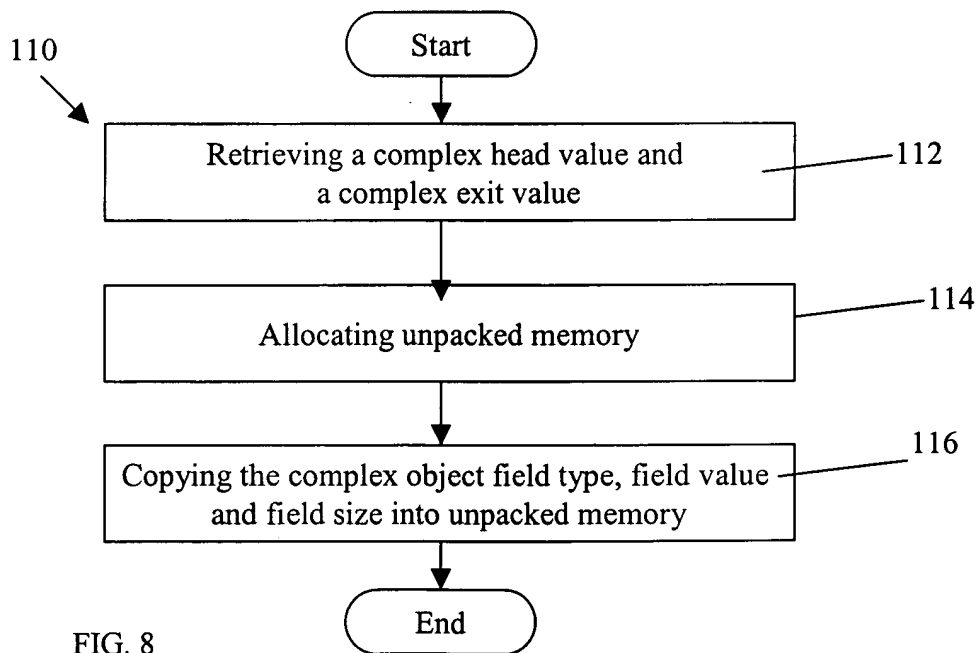 110
Start
Retrieving a complex head value and
a complex exit value
112
Allocating unpacked memory
114
Copying the complex object field type, field value
and field size into unpacked memory
116
End
FIG. 8